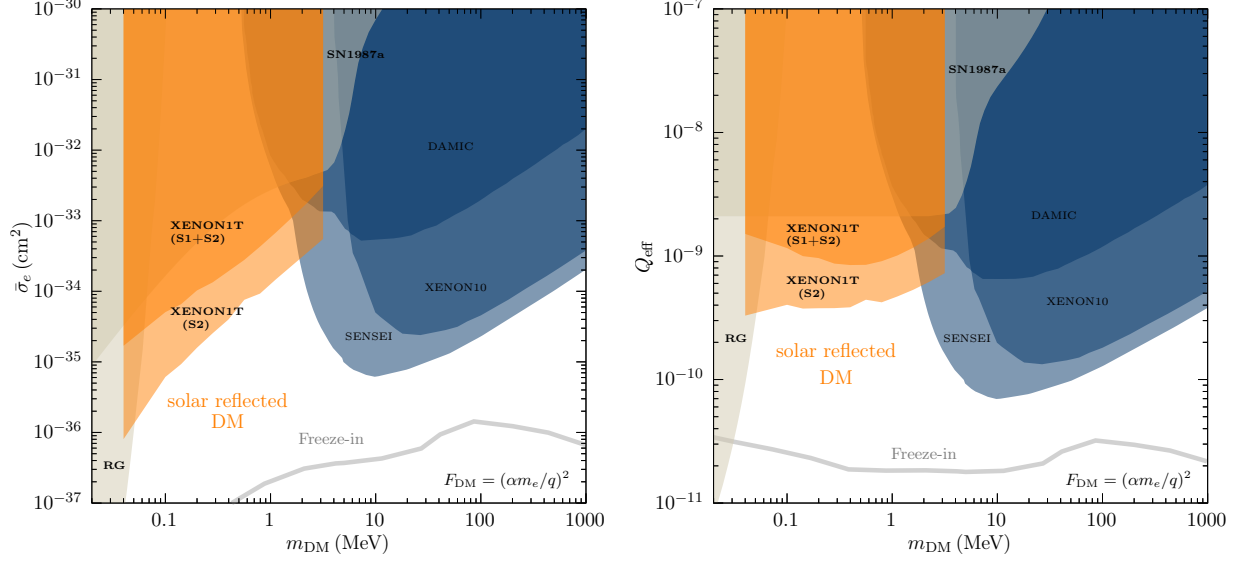 10⁻³⁰
10⁻³¹
10⁻³²
10⁻³³
10⁻³⁴
10⁻³⁵
10⁻³⁶
10⁻³⁷
σ̄ₑ (cm²)
SN1987a
DAMIC
XENON1T
(S1+S2)
XENON10
XENON1T
(S2)
SENSEI
solar reflected
DM
Freeze-in
RG
F_DM = (αmₑ/q)²
0.1 1 10 100 1000
m_DM (MeV)
10⁻⁷
10⁻⁸
10⁻⁹
10⁻¹⁰
10⁻¹¹
Q_eff
SN1987a
DAMIC
XENON1T
(S1+S2)
XENON1T
(S2)
XENON10
RG
SENSEI
solar reflected
DM
Freeze-in
F_DM = (αmₑ/q)²
0.1 1 10 100 1000
m_DM (MeV)